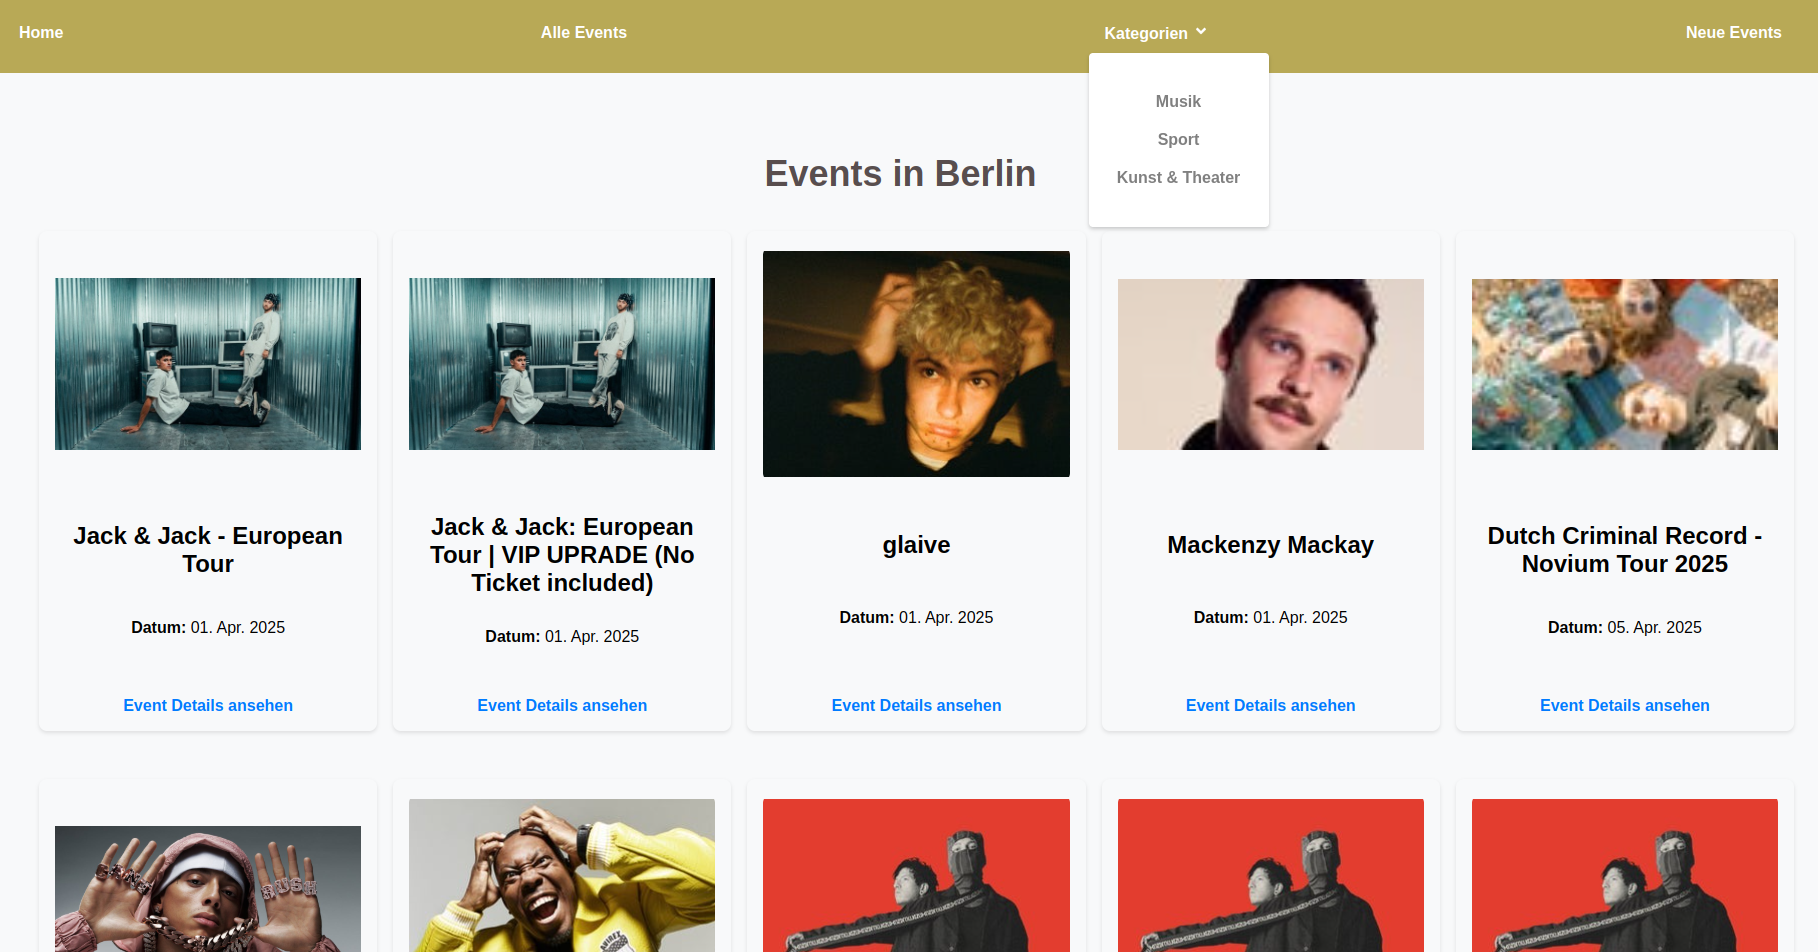 Home
Alle Events
Kategorien
Neue Events
Musik
Sport
Kunst & Theater
Events in Berlin
Jack & Jack - European
Tour
Datum: 01. Apr. 2025
Event Details ansehen
Jack & Jack: European
Tour | VIP UPRADE (No
Ticket included)
Datum: 01. Apr. 2025
Event Details ansehen
glaive
Datum: 01. Apr. 2025
Event Details ansehen
Mackenzy Mackay
Datum: 01. Apr. 2025
Event Details ansehen
Dutch Criminal Record -
Novium Tour 2025
Datum: 05. Apr. 2025
Event Details ansehen